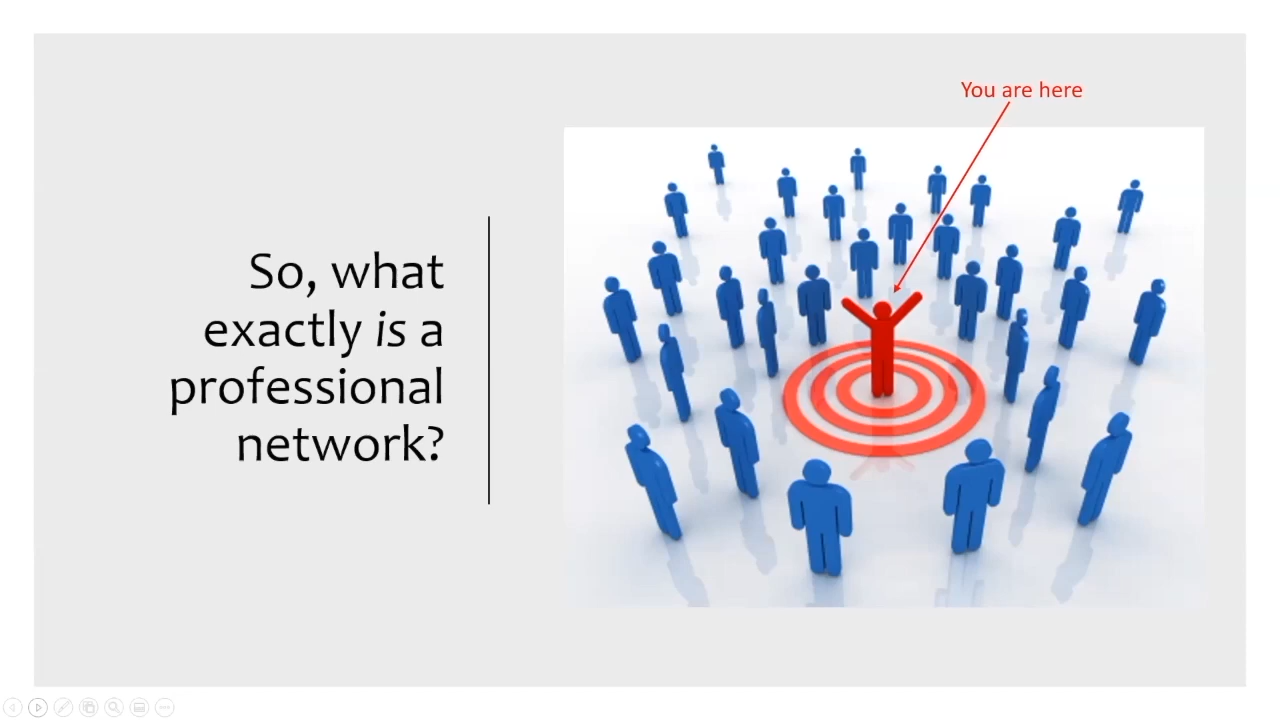 You are here
So, what
exactly is a
professional
network?